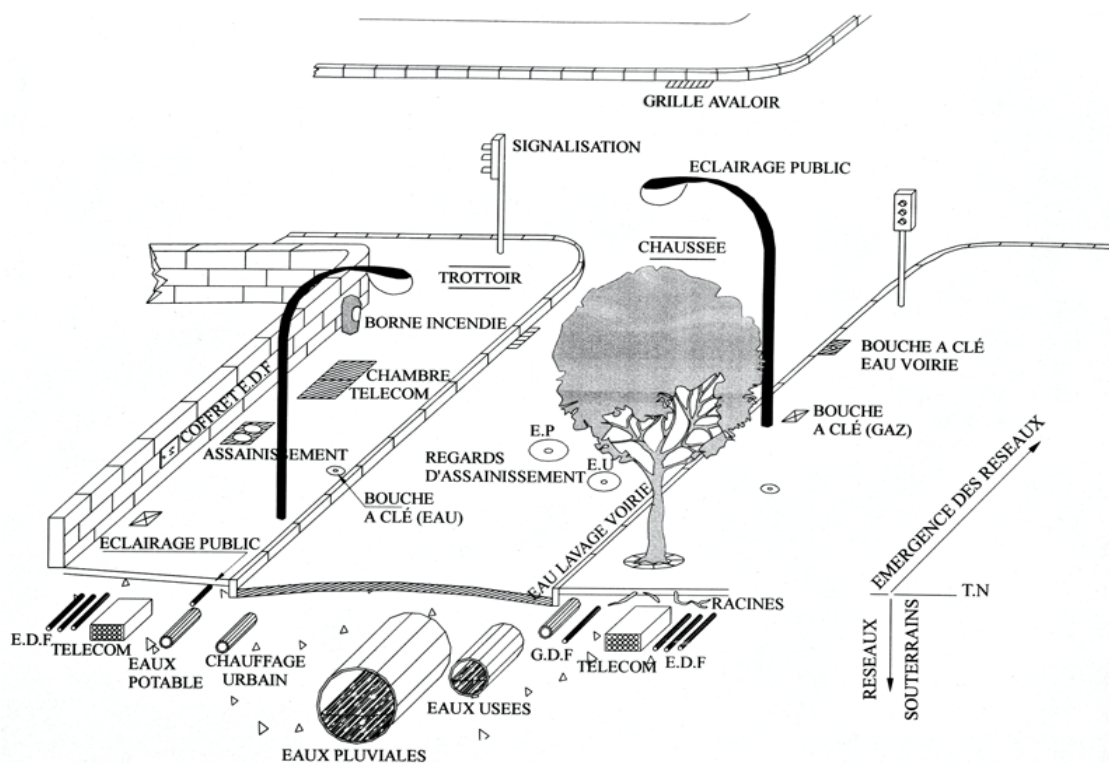 GRILLE AVALOIR
SIGNALISATION
ECLAIRAGE PUBLIC
CHAUSSEE
TROTTOIR
BORNE INCENDIE
BOUCHE A CLÉ
EAU VOIRIE
CHAMBRE
TELECOM
COFFRET E.D.F
BOUCHE
A CLÉ (GAZ)
E.P
ASSAINISSEMENT
REGARDS
D'ASSAINISSEMENT
E.U
BOUCHE
A CLÉ (EAU)
EAU LAVAGE VOIRIE
EMERGENCE DES RESEAUX
ECLAIRAGE PUBLIC
T.N
RACINES
E.D.F
TELECOM
EAUX
POTABLE
CHAUFFAGE
URBAIN
G.D.F
TELECOM
E.D.F
RESEAUX
SOUTERRAINS
EAUX USEES
EAUX PLUVIALES